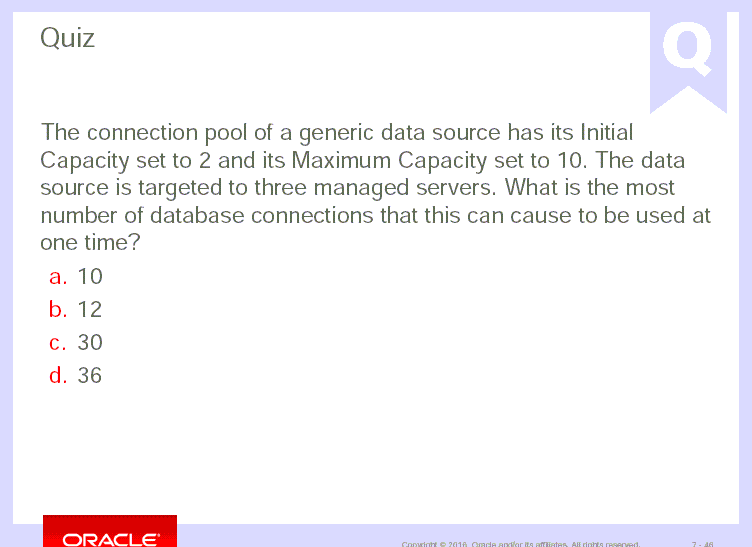 Quiz
Q
The connection pool of a generic data source has its Initial
Capacity set to 2 and its Maximum Capacity set to 10. The data
source is targeted to three managed servers. What is the most
number of database connections that this can cause to be used at
one time?
a. 10
b. 12
c. 30
d. 36
ORACLE
Copyright © 2016, Oracle and/or its affiliates. All rights reserved.
7 - 46